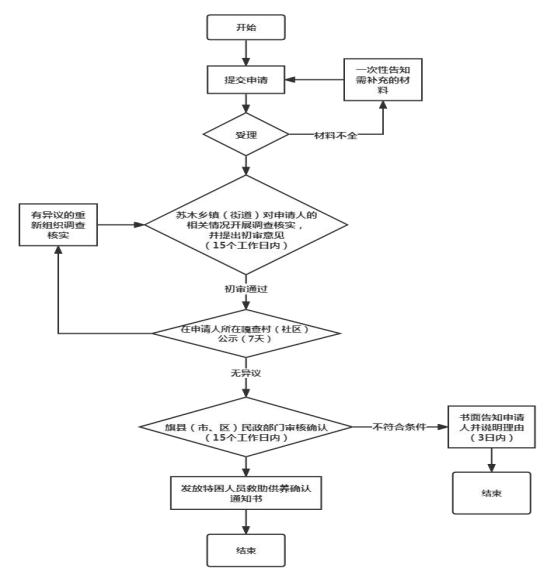 开始
提交申请
一次性告知
需补充的材
料
受理
材料不全
苏木乡镇（街道）对申请人的
相关情况开展调查核实，
并提出初审意见
（15个工作日内）
有异议的重
新组织调查
核实
初审通过
在申请人所在嘎查村（社区）
公示（7天）
无异议
旗县（市、区）民政部门审核确认
（15个工作日内）
不符合条件
书面告知申请
人并说明理由
（3日内）
发放特困人员救助供养确认
通知书
结束
结束